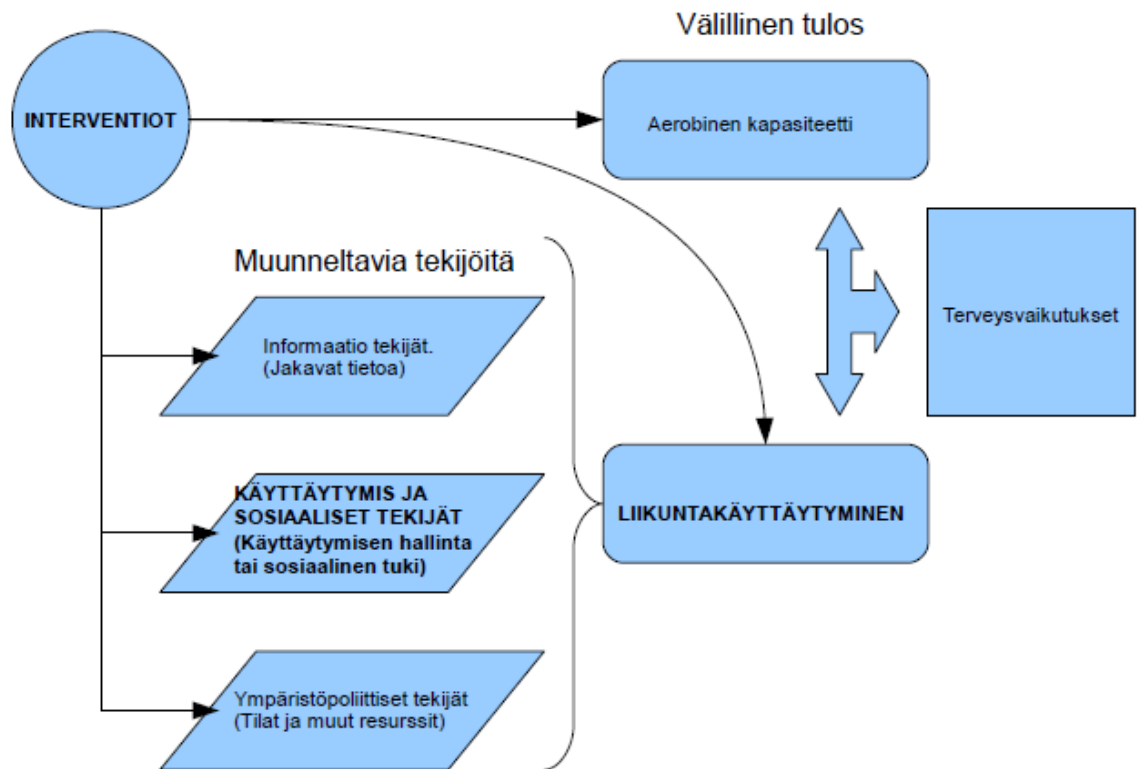 Välillinen tulos
INTERVENTIOT
Aerobinen kapasiteetti
Muunneltavia tekijöitä
Informaatio tekijät.
(Jakavat tietoa)
Terveysvaikutukset
KÄYTTÄYTYMIS JA
SOSIAALISET TEKIJÄT
(Käyttäytymisen hallinta
tai sosiaalinen tuki)
LIIKUNTAKÄYTTÄYTYMINEN
Ympäristöpoliittiset tekijät
(Tilat ja muut resurssit)